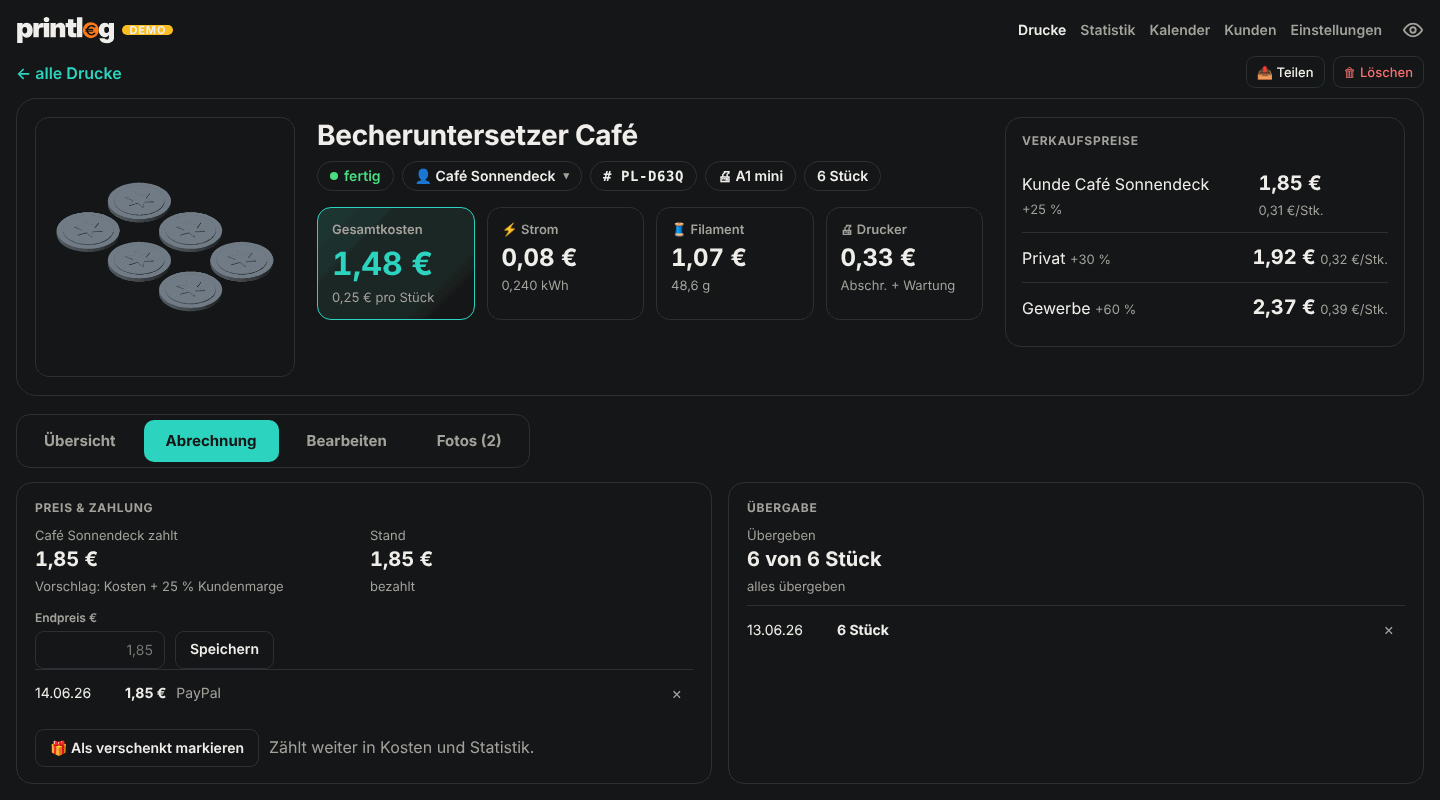 printl€g DEMO
Drucke Statistik Kalender Kunden Einstellungen
← alle Drucke
📤 Teilen
🗑 Löschen
Becheruntersetzer Café
● fertig
👤 Café Sonnendeck ▾
# PL-D63Q
🖨 A1 mini
6 Stück
Gesamtkosten
1,48 €
0,25 € pro Stück
⚡ Strom
0,08 €
0,240 kWh
🧵 Filament
1,07 €
48,6 g
🖨 Drucker
0,33 €
Abschr. + Wartung
VERKAUFSPREISE
Kunde Café Sonnendeck 1,85 €
+25 % 0,31 €/Stk.
Privat +30 % 1,92 € 0,32 €/Stk.
Gewerbe +60 % 2,37 € 0,39 €/Stk.
Übersicht
Abrechnung
Bearbeiten
Fotos (2)
PREIS & ZAHLUNG
Café Sonnendeck zahlt
1,85 €
Vorschlag: Kosten + 25 % Kundenmarge
Stand
1,85 €
bezahlt
Endpreis €
1,85
Speichern
14.06.26 1,85 € PayPal ×
🎁 Als verschenkt markieren
Zählt weiter in Kosten und Statistik.
ÜBERGABE
Übergeben
6 von 6 Stück
alles übergeben
13.06.26 6 Stück ×